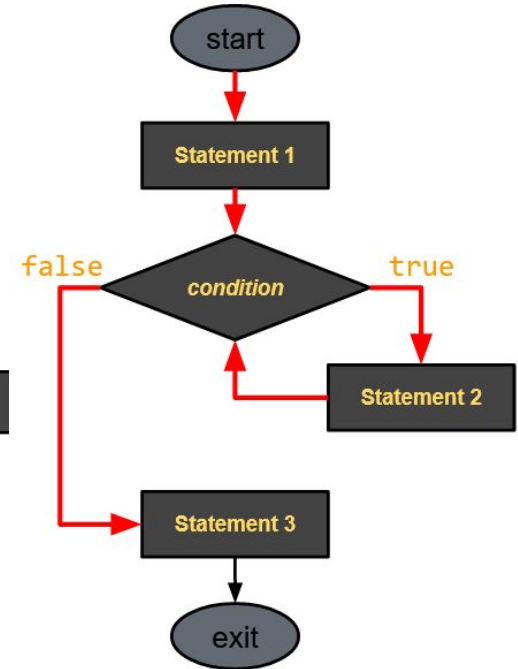 start
Statement 1
false
true
condition
Statement 2
Statement 3
exit